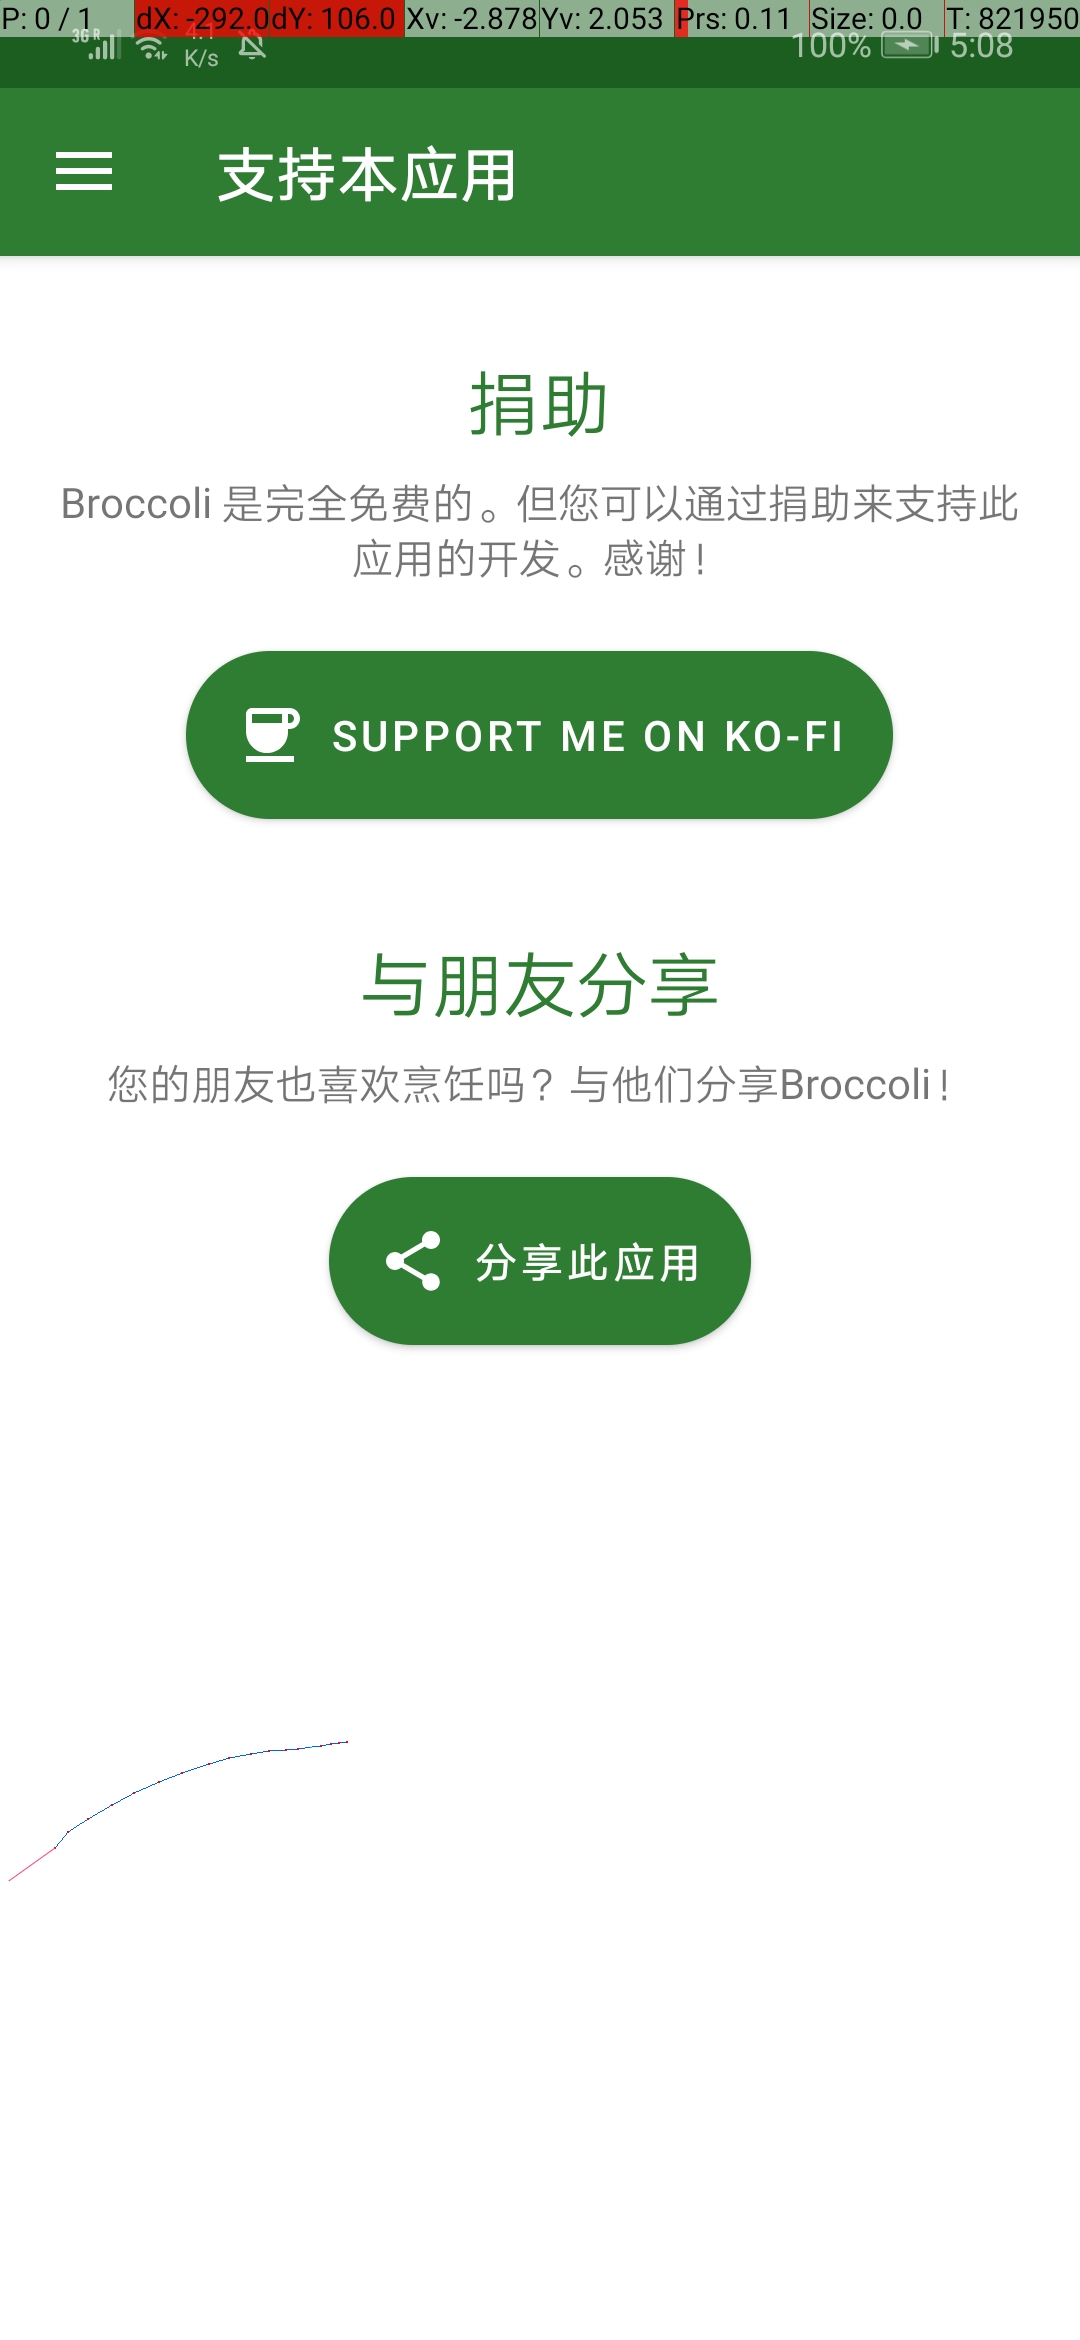 P: 0 / 1 dX: -292.0 dY: 106.0 Xv: -2.878 Yv: 2.053 Prs: 0.11 Size: 0.0 T: 821950
3G R K/s 100% 5:08
支持本应用
捐助
Broccoli 是完全免费的。但您可以通过捐助来支持此
应用的开发。感谢!
SUPPORT ME ON KO-FI
与朋友分享
您的朋友也喜欢烹饪吗? 与他们分享Broccoli!
分享此应用